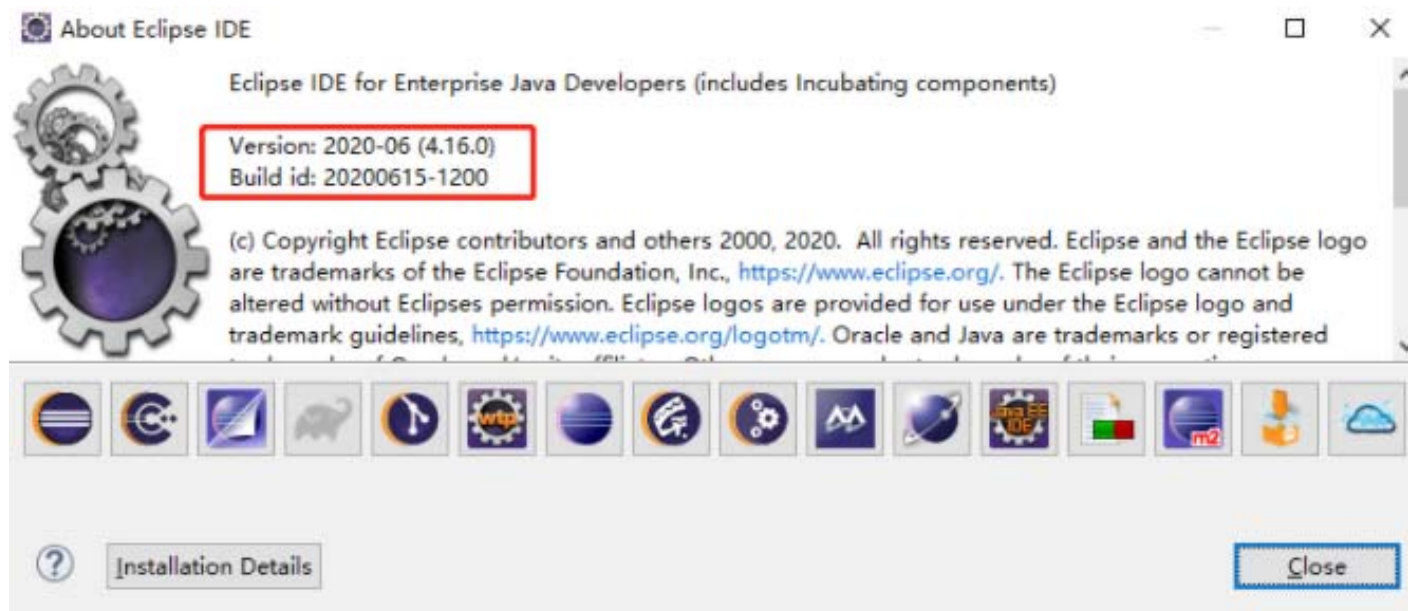 About Eclipse IDE
Eclipse IDE for Enterprise Java Developers (includes Incubating components)
Version: 2020-06 (4.16.0)
Build id: 20200615-1200
(c) Copyright Eclipse contributors and others 2000, 2020.  All rights reserved. Eclipse and the Eclipse logo
are trademarks of the Eclipse Foundation, Inc., https://www.eclipse.org/. The Eclipse logo cannot be
altered without Eclipses permission. Eclipse logos are provided for use under the Eclipse logo and
trademark guidelines, https://www.eclipse.org/logotm/. Oracle and Java are trademarks or registered
wtp
Java EE
IDE
m2
Installation Details
Close